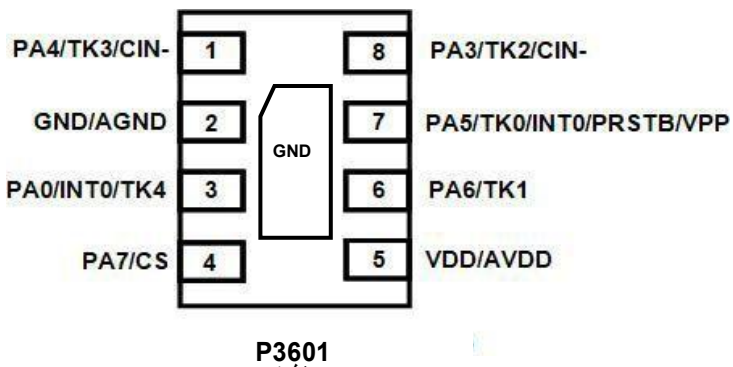 PA4/TK3/CIN- 1 8 PA3/TK2/CIN-
GND/AGND 2 7 PA5/TK0/INT0/PRSTB/VPP
GND
PA0/INT0/TK4 3 6 PA6/TK1
PA7/CS 4 5 VDD/AVDD
P3601